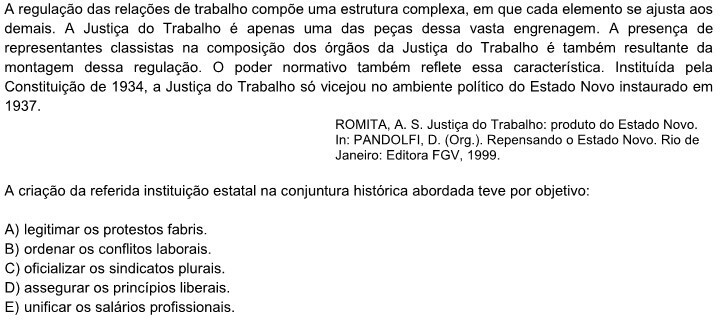 A regulação das relações de trabalho compõe uma estrutura complexa, em que cada elemento se ajusta aos
demais. A Justiça do Trabalho é apenas uma das peças dessa vasta engrenagem. A presença de
representantes classistas na composição dos órgãos da Justiça do Trabalho é também resultante da
montagem dessa regulação. O poder normativo também reflete essa característica. Instituída pela
Constituição de 1934, a Justiça do Trabalho só vicejou no ambiente político do Estado Novo instaurado em
1937.
ROMITA, A. S. Justiça do Trabalho: produto do Estado Novo.
In: PANDOLFI, D. (Org.). Repensando o Estado Novo. Rio de
Janeiro: Editora FGV, 1999.
A criação da referida instituição estatal na conjuntura histórica abordada teve por objetivo:
A) legitimar os protestos fabris.
B) ordenar os conflitos laborais.
C) oficializar os sindicatos plurais.
D) assegurar os princípios liberais.
E) unificar os salários profissionais.